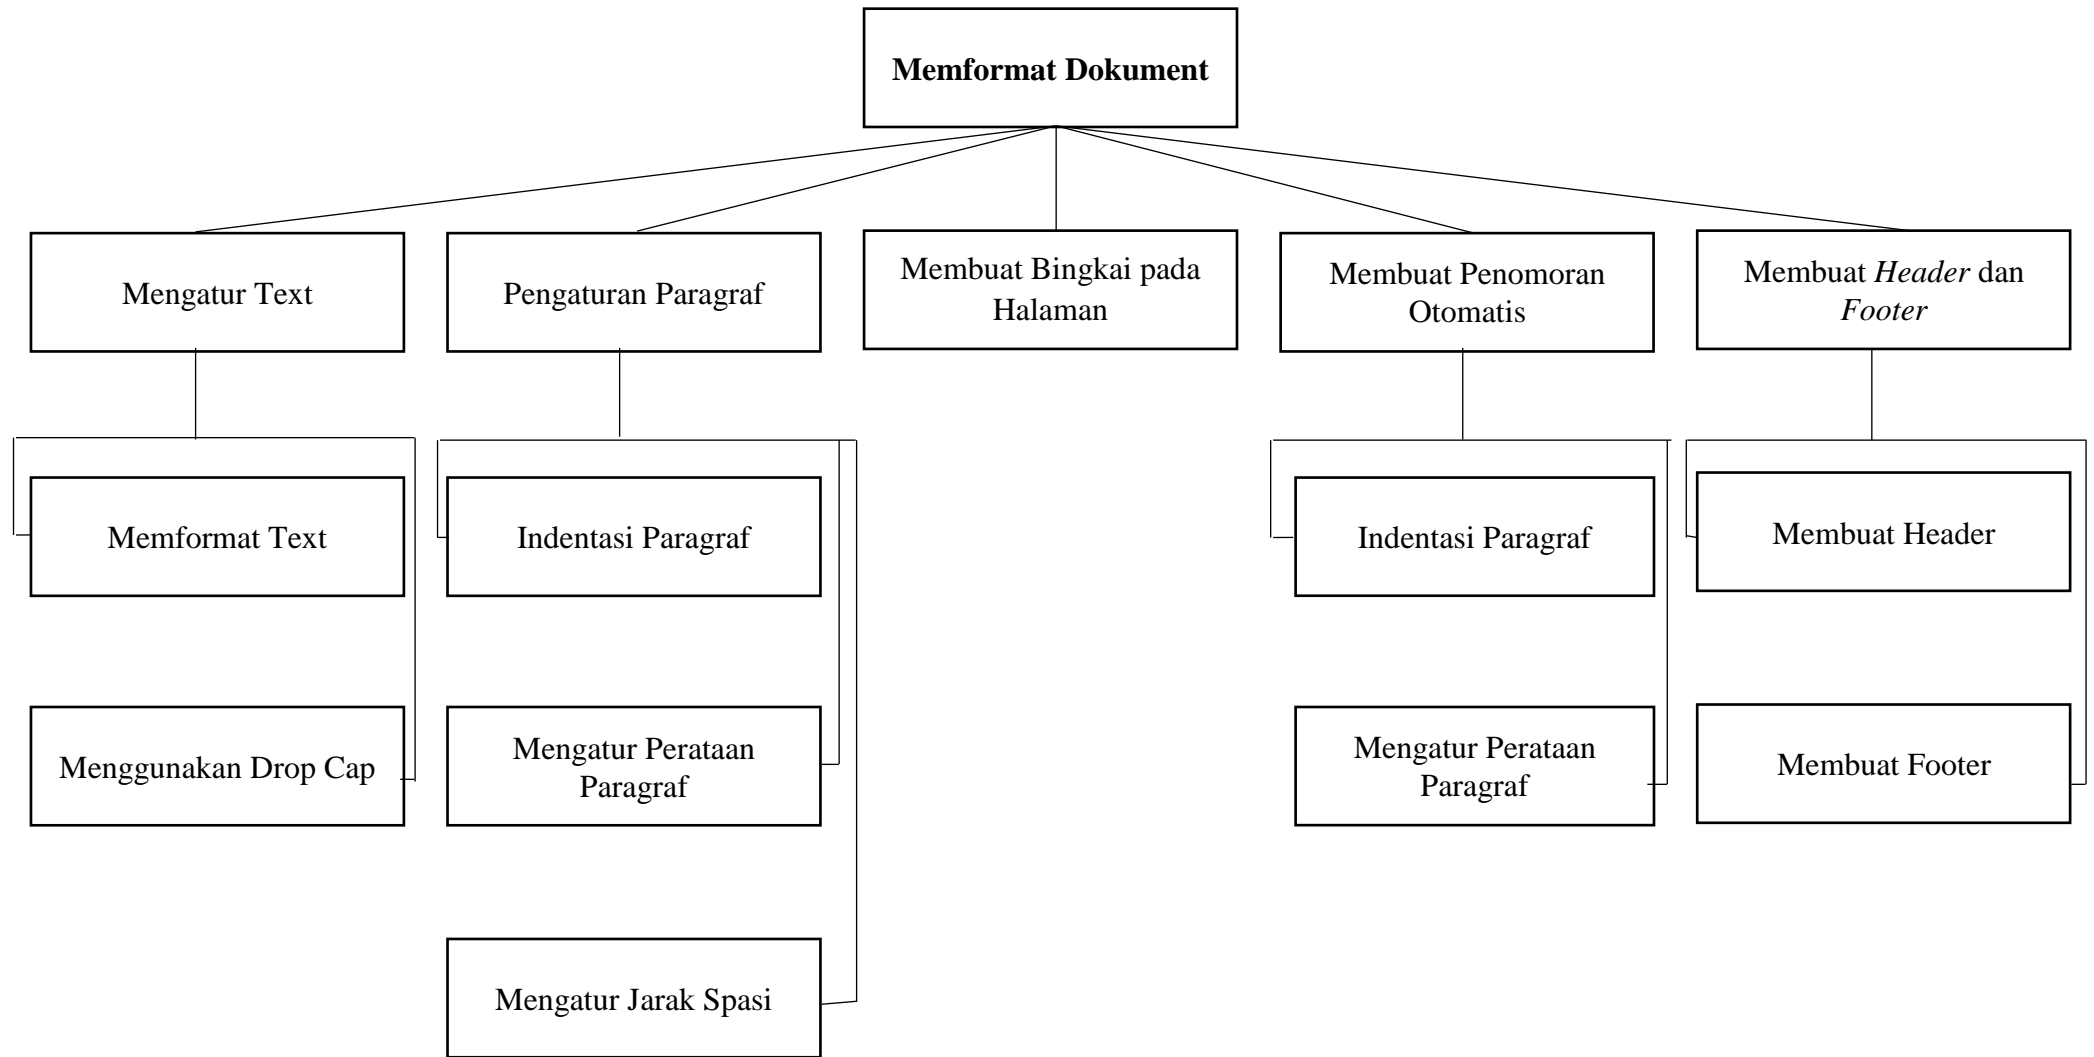 Memformat Dokument
Mengatur Text
Pengaturan Paragraf
Membuat Bingkai pada
Halaman
Membuat Penomoran
Otomatis
Membuat Header dan
Footer
Memformat Text
Indentasi Paragraf
Indentasi Paragraf
Membuat Header
Menggunakan Drop Cap
Mengatur Perataan
Paragraf
Mengatur Perataan
Paragraf
Membuat Footer
Mengatur Jarak Spasi